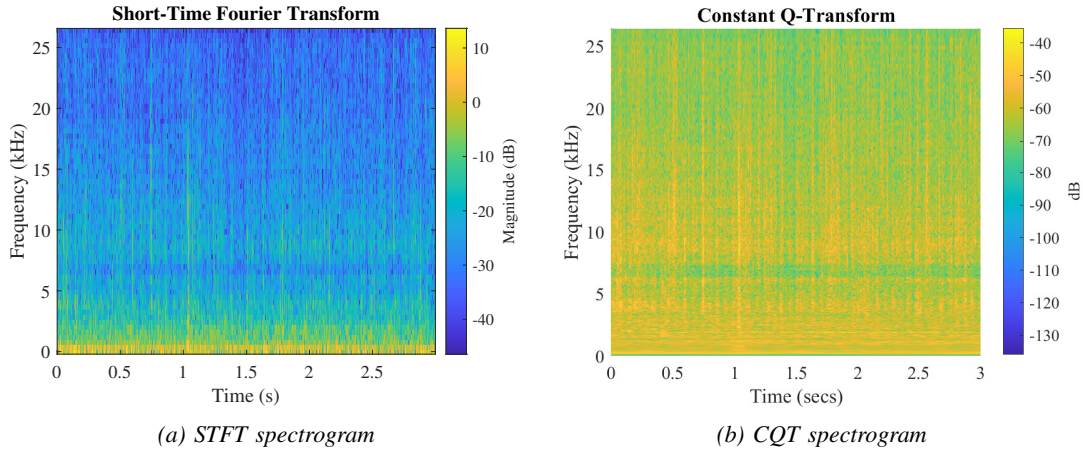 Short-Time Fourier Transform
25
20
15
10
5
0
Frequency (kHz)
0 0.5 1 1.5 2 2.5
Time (s)
10
0
-10
-20
-30
-40
Magnitude (dB)
(a) STFT spectrogram
Constant Q-Transform
25
20
15
10
5
0
Frequency (kHz)
0 0.5 1 1.5 2 2.5 3
Time (secs)
-40
-50
-60
-70
-80
-90
-100
-110
-120
-130
dB
(b) CQT spectrogram